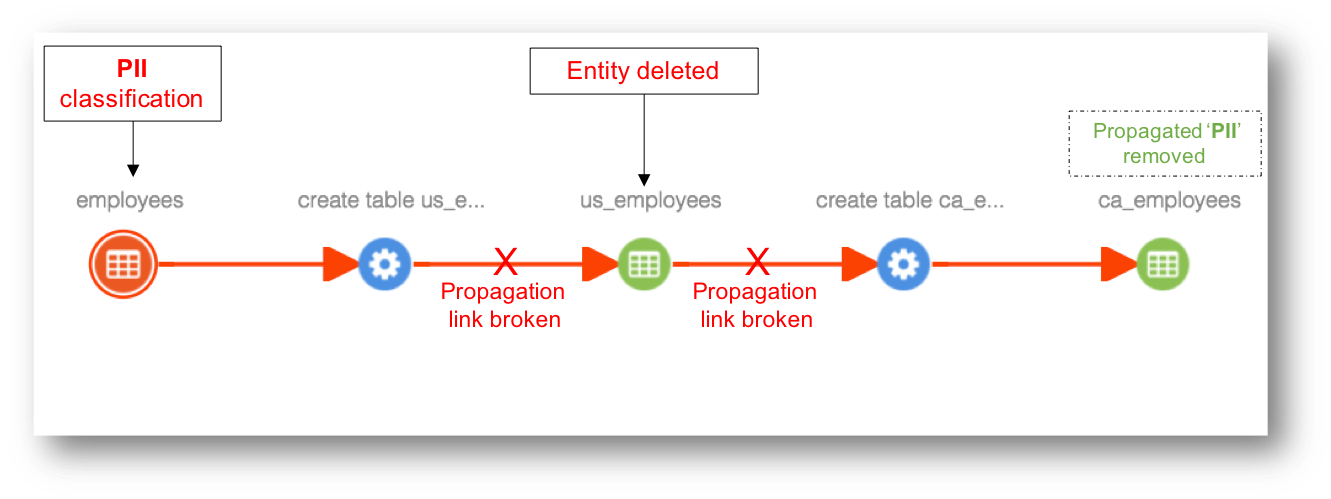 PII
classification
Entity deleted
Propagated ‘PII’
removed
employees
create table us_e...
us_employees
create table ca_e...
ca_employees
X
X
Propagation
link broken
Propagation
link broken